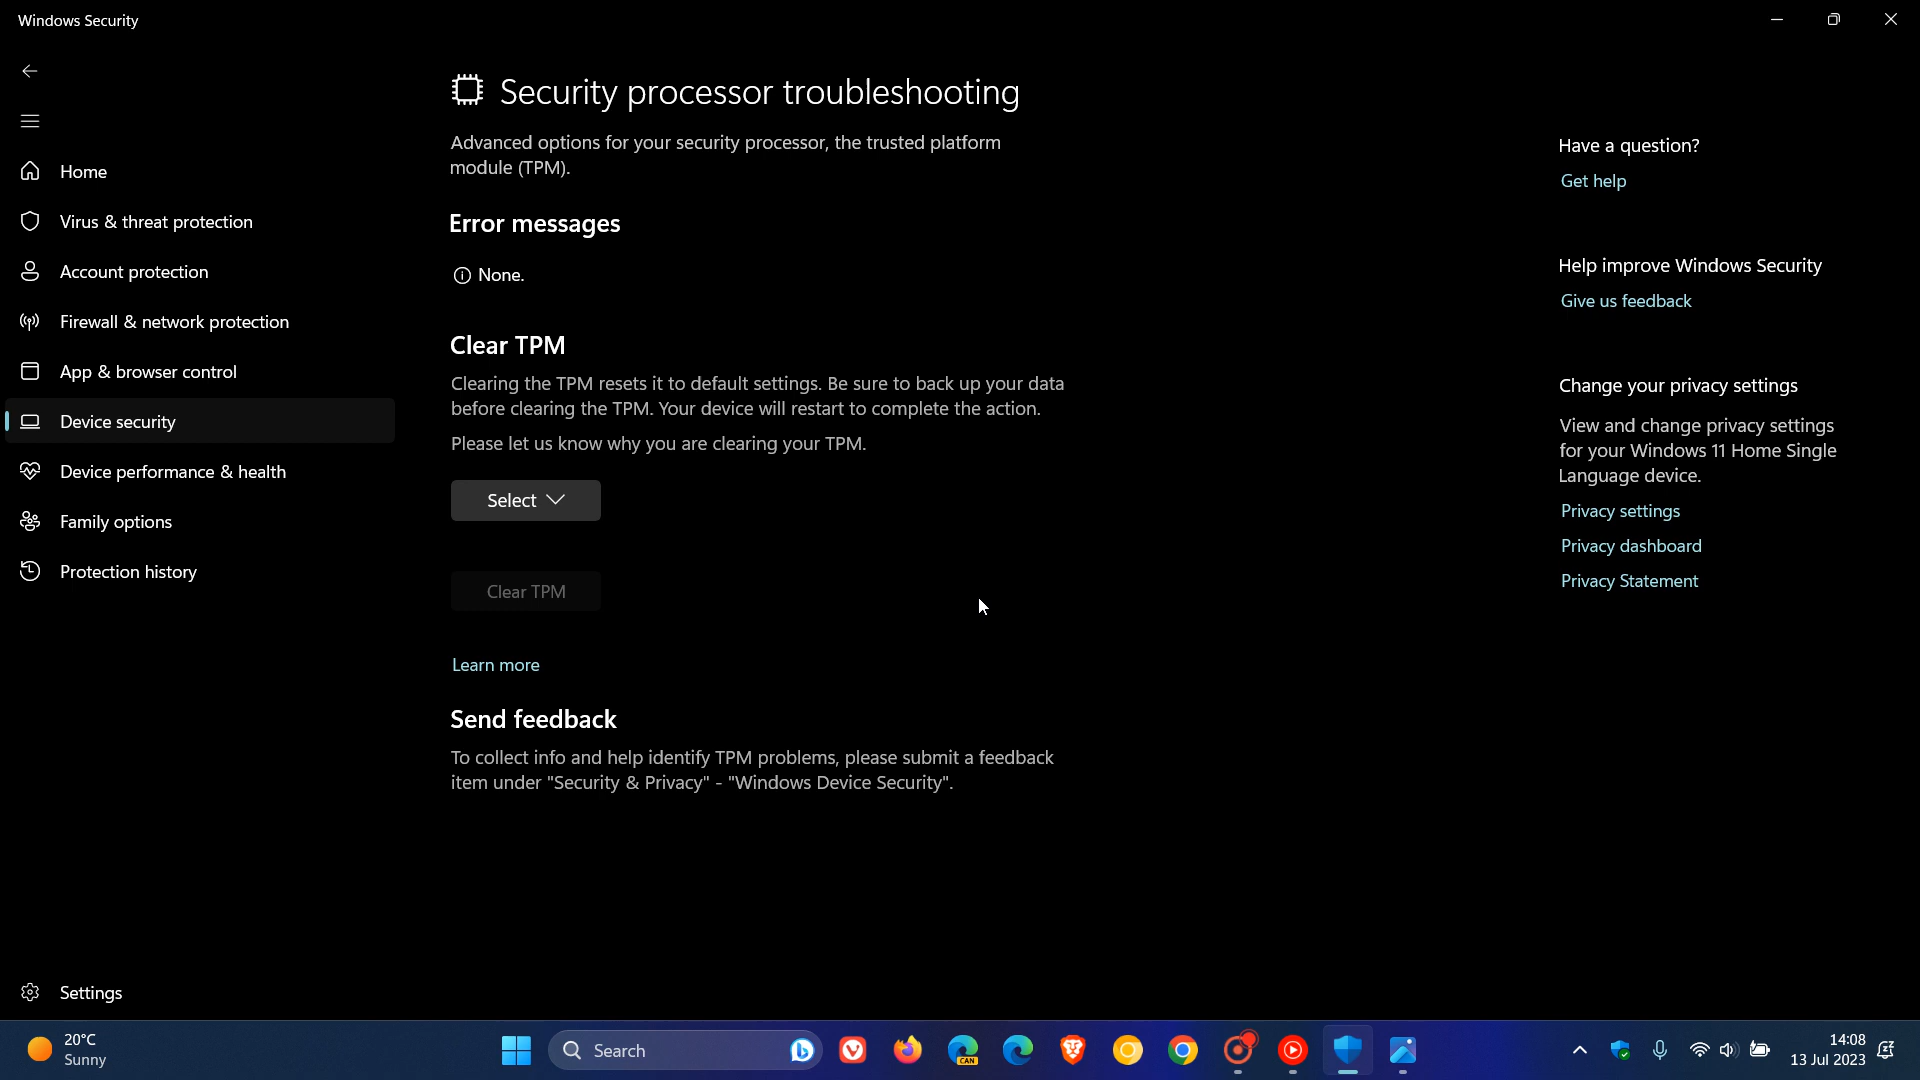 Windows Security
Home
Virus & threat protection
Account protection
Firewall & network protection
App & browser control
Device security
Device performance & health
Family options
Protection history
Settings
Security processor troubleshooting
Advanced options for your security processor, the trusted platform
module (TPM).
Error messages
None.
Clear TPM
Clearing the TPM resets it to default settings. Be sure to back up your data
before clearing the TPM. Your device will restart to complete the action.
Please let us know why you are clearing your TPM.
Select
Clear TPM
Learn more
Send feedback
To collect info and help identify TPM problems, please submit a feedback
item under "Security & Privacy" - "Windows Device Security".
Have a question?
Get help
Help improve Windows Security
Give us feedback
Change your privacy settings
View and change privacy settings
for your Windows 11 Home Single
Language device.
Privacy settings
Privacy dashboard
Privacy Statement
20°C
Sunny
Search
CAN
14:08
13 Jul 2023